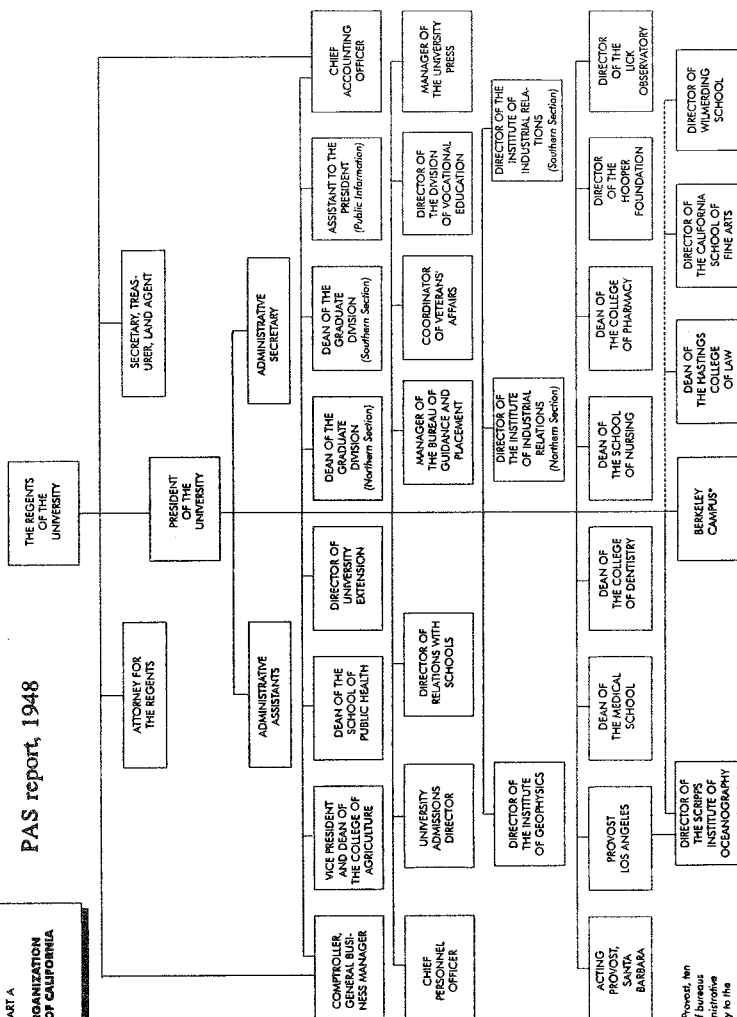 ART A
RGANIZATION
OF CALIFORNIA
PAS report, 1948
THE REGENTS
OF THE
UNIVERSITY
ATTORNEY FOR
THE REGENTS
SECRETARY, TREAS-
URER, LAND AGENT
PRESIDENT
OF THE
UNIVERSITY
ADMINISTRATIVE
ASSISTANTS
ADMINISTRATIVE
SECRETARY
COMPTROLLER,
GENERAL BUSI-
NESS MANAGER
VICE PRESIDENT
AND DEAN OF
THE COLLEGE OF
AGRICULTURE
DEAN OF THE
SCHOOL OF
PUBLIC HEALTH
DIRECTOR OF
UNIVERSITY
EXTENSION
DEAN OF THE
GRADUATE
DIVISION
(Northern Section)
DEAN OF THE
GRADUATE
DIVISION
(Southern Section)
ASSISTANT TO THE
PRESIDENT
(Public Information)
CHIEF
ACCOUNTING
OFFICER
CHIEF
PERSONNEL
OFFICER
UNIVERSITY
ADMISSIONS
DIRECTOR
DIRECTOR OF
RELATIONS WITH
SCHOOLS
MANAGER OF
THE BUREAU OF
GUIDANCE AND
PLACEMENT
COORDINATOR
OF VETERANS'
AFFAIRS
DIRECTOR OF
THE DIVISION
OF VOCATIONAL
EDUCATION
MANAGER OF
THE UNIVERSITY
PRESS
DIRECTOR OF
THE INSTITUTE
OF GEOPHYSICS
DIRECTOR OF
THE INSTITUTE
OF INDUSTRIAL
RELATIONS
(Northern Section)
DIRECTOR OF THE
INSTITUTE OF
INDUSTRIAL RELA-
TIONS
(Southern Section)
ACTING
PROVOST,
SANTA
BARBARA
PROVOST
LOS ANGELES
DEAN OF
THE MEDICAL
SCHOOL
DEAN OF
THE COLLEGE
OF DENTISTRY
DEAN OF
THE SCHOOL
OF NURSING
DEAN OF
THE COLLEGE
OF PHARMACY
DIRECTOR
OF THE
HOOPER
FOUNDATION
DIRECTOR
OF THE
LICK
OBSERVATORY
DIRECTOR OF
THE SCRIPPS
INSTITUTE OF
OCEANOGRAPHY
BERKELEY
CAMPUS*
DEAN OF
THE HASTINGS
COLLEGE
OF LAW
DIRECTOR OF
THE CALIFORNIA
SCHOOL OF
FINE ARTS
DIRECTOR OF
WILMERDING
SCHOOL
Provost, ten
bureaus
nistrative
y to the